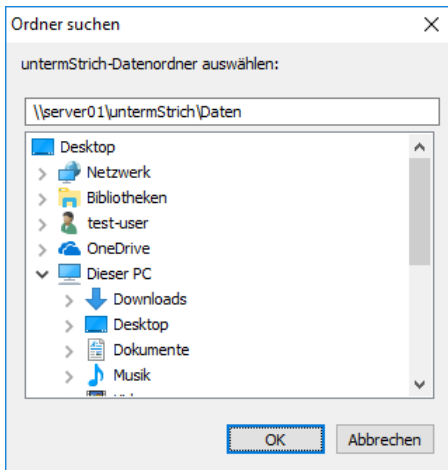 Ordner suchen
untermStrich-Datenordner auswählen:
\\server01\untermStrich\Daten
Desktop
Netzwerk
Bibliotheken
test-user
OneDrive
Dieser PC
Downloads
Desktop
Dokumente
Musik
OK Abbrechen